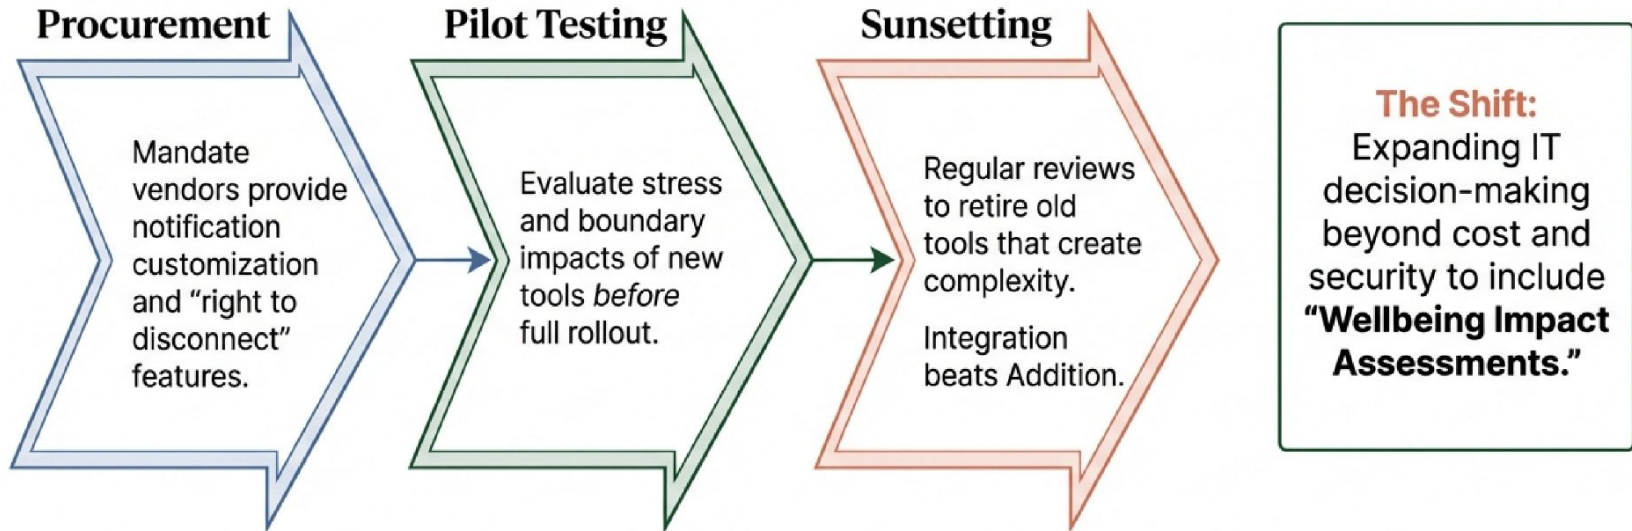 Procurement
Mandate
vendors provide
notification
customization
and “right to
disconnect”
features.
Pilot Testing
Evaluate stress
and boundary
impacts of new
tools before
full rollout.
Sunsetting
Regular reviews
to retire old
tools that create
complexity.
Integration
beats Addition.
The Shift:
Expanding IT
decision-making
beyond cost and
security to include
“Wellbeing Impact
Assessments.”